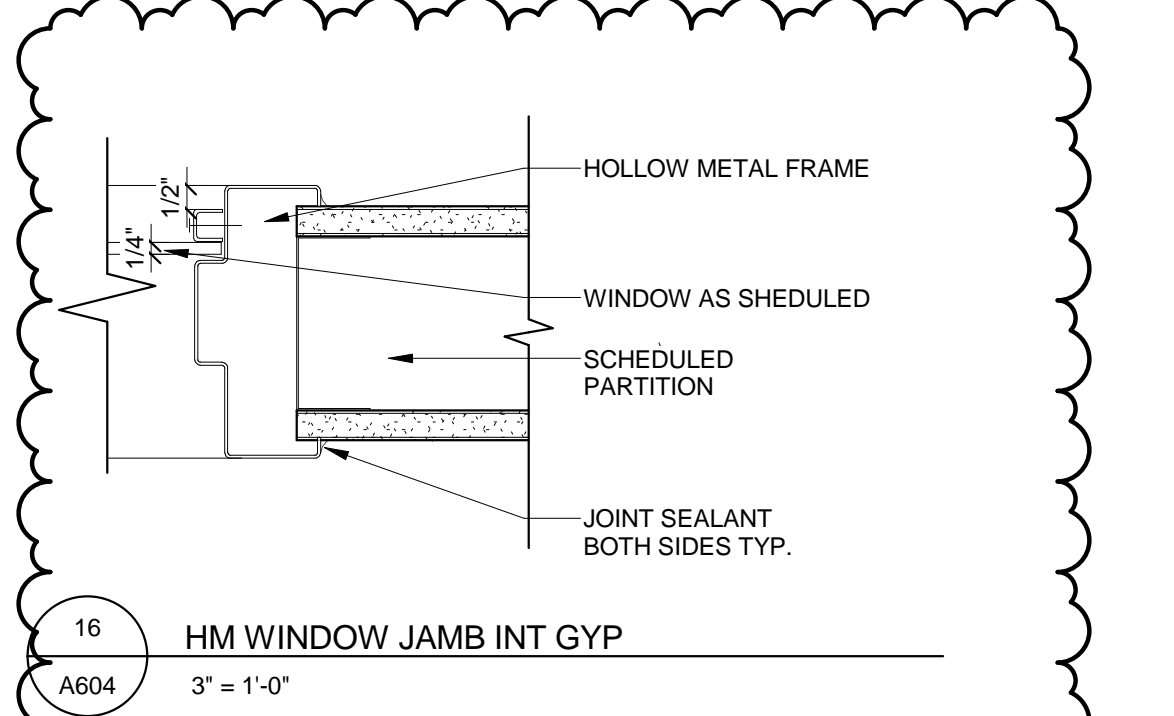 HOLLOW METAL FRAME
1/2"
1/4"
WINDOW AS SHEDULED
SCHEDULED
PARTITION
JOINT SEALANT
BOTH SIDES TYP.
16
HM WINDOW JAMB INT GYP
A604
3" = 1'-0"